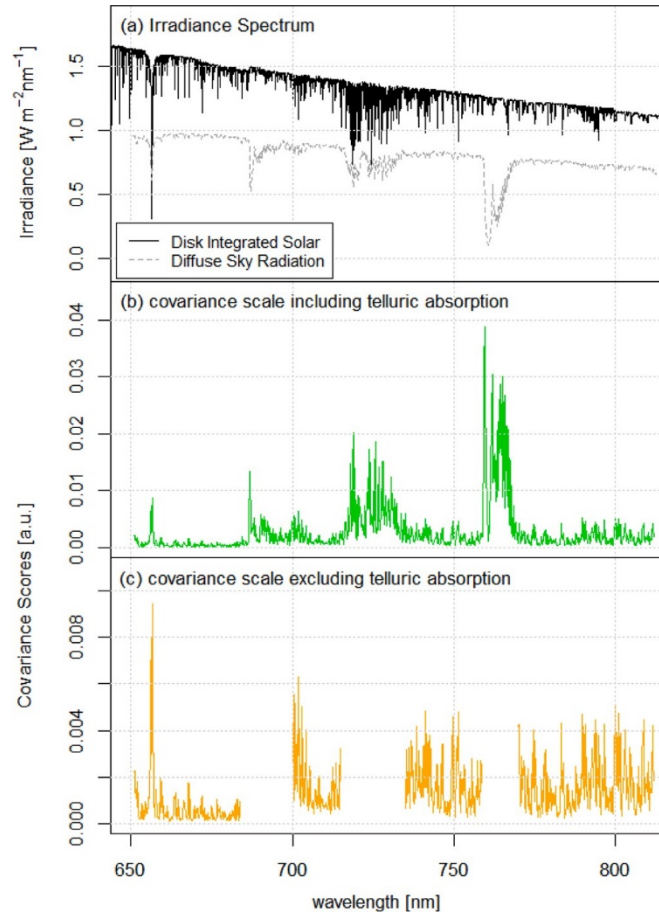 (a) Irradiance Spectrum
Irradiance [W m⁻² nm⁻¹]
1.5
1.0
0.5
0.0
Disk Integrated Solar
Diffuse Sky Radiation
(b) covariance scale including telluric absorption
0.04
0.03
0.02
0.01
0.00
Covariance Scores [a.u.]
(c) covariance scale excluding telluric absorption
0.008
0.004
0.000
650 700 750 800
wavelength [nm]